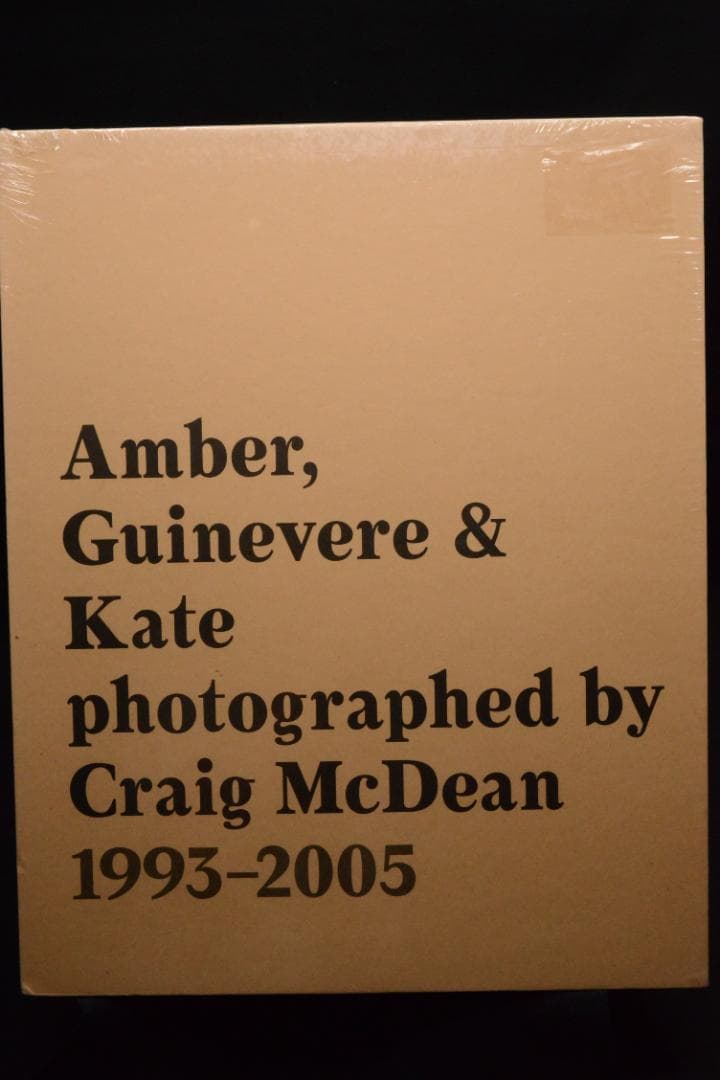 Amber,
Guinevere &
Kate
photographed by
Craig McDean
1993–2005